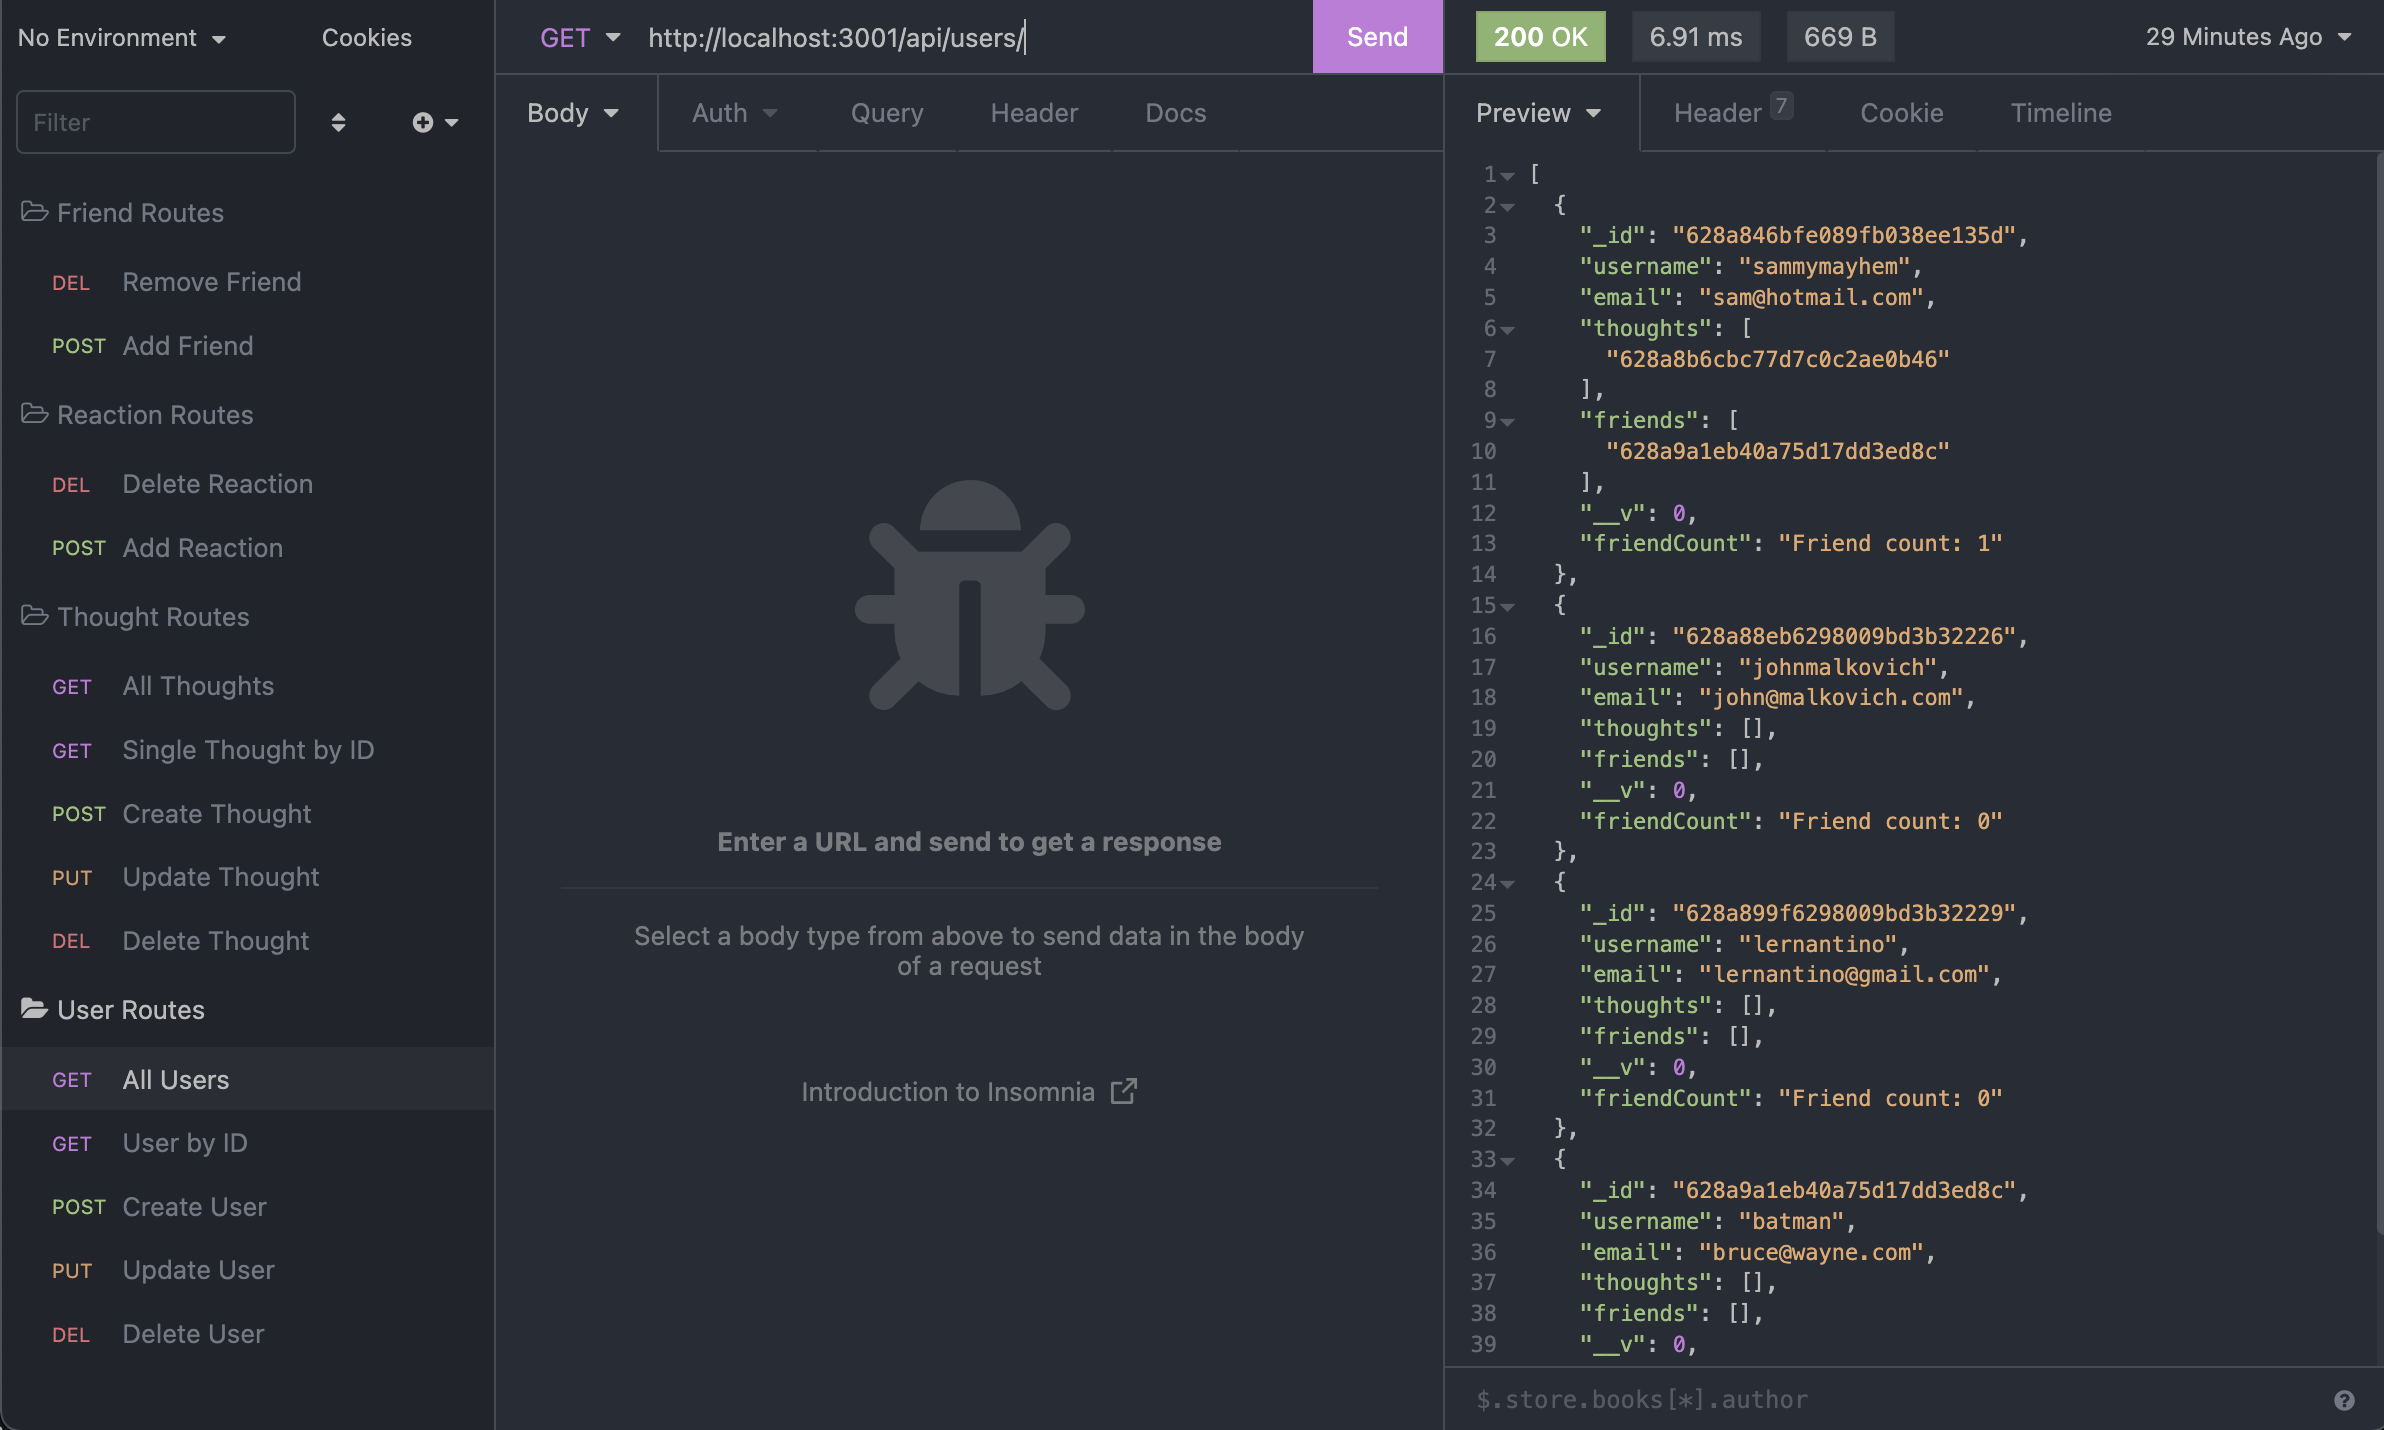 No Environment
Cookies
Filter
Friend Routes
DEL Remove Friend
POST Add Friend
Reaction Routes
DEL Delete Reaction
POST Add Reaction
Thought Routes
GET All Thoughts
GET Single Thought by ID
POST Create Thought
PUT Update Thought
DEL Delete Thought
User Routes
GET All Users
GET User by ID
POST Create User
PUT Update User
DEL Delete User
GET http://localhost:3001/api/users/ Send
Body Auth Query Header Docs
Enter a URL and send to get a response
Select a body type from above to send data in the body
of a request
Introduction to Insomnia
200 OK 6.91 ms 669 B 29 Minutes Ago
Preview Header 7 Cookie Timeline
1 [
2 {
3 "_id": "628a846bfe089fb038ee135d",
4 "username": "sammymayhem",
5 "email": "sam@hotmail.com",
6 "thoughts": [
7 "628a8b6cbc77d7c0c2ae0b46"
8 ],
9 "friends": [
10 "628a9a1eb40a75d17dd3ed8c"
11 ],
12 "__v": 0,
13 "friendCount": "Friend count: 1"
14 },
15 {
16 "_id": "628a88eb6298009bd3b32226",
17 "username": "johnmalkovich",
18 "email": "john@malkovich.com",
19 "thoughts": [],
20 "friends": [],
21 "__v": 0,
22 "friendCount": "Friend count: 0"
23 },
24 {
25 "_id": "628a899f6298009bd3b32229",
26 "username": "lernantino",
27 "email": "lernantino@gmail.com",
28 "thoughts": [],
29 "friends": [],
30 "__v": 0,
31 "friendCount": "Friend count: 0"
32 },
33 {
34 "_id": "628a9a1eb40a75d17dd3ed8c",
35 "username": "batman",
36 "email": "bruce@wayne.com",
37 "thoughts": [],
38 "friends": [],
39 "__v": 0,
$.store.books[*].author